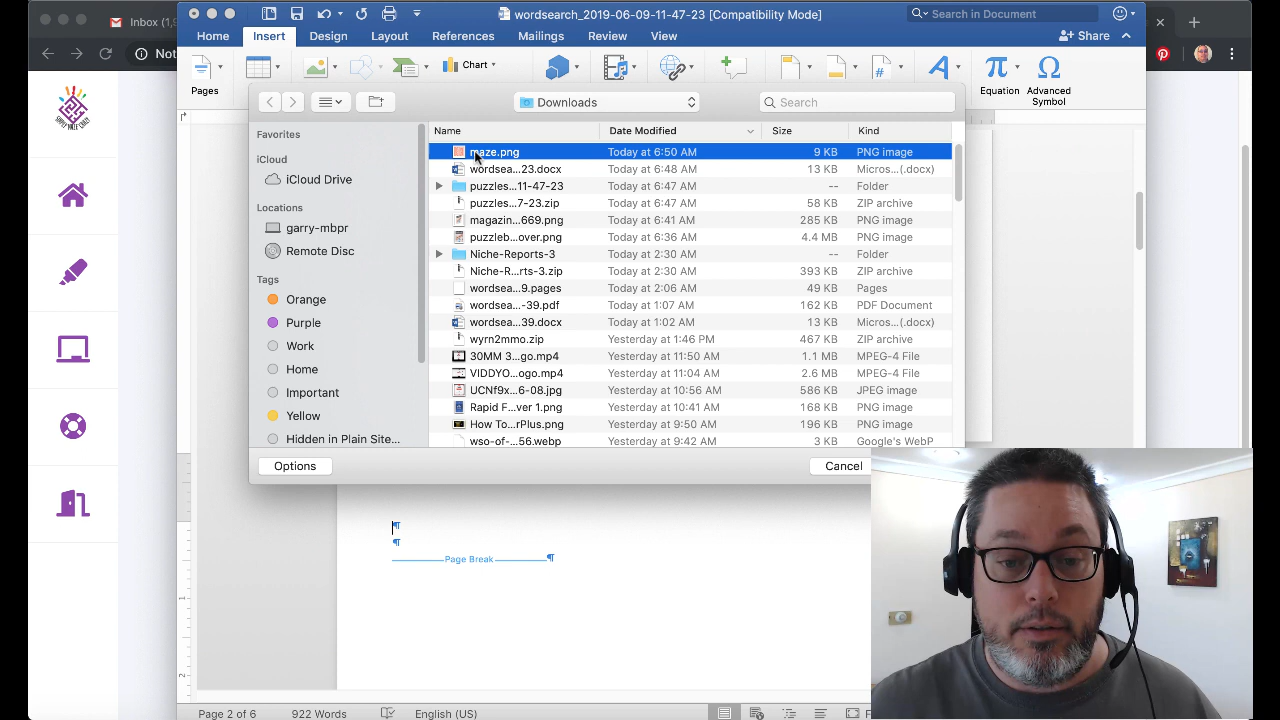 Inbox (1,9
wordsearch_2019-06-09-11-47-23 [Compatibility Mode]
Search in Document
Home
Insert
Design
Layout
References
Mailings
Review
View
Share
Not
Pages
Chart
Equation
Advanced
Symbol
Downloads
Search
Favorites
iCloud
iCloud Drive
Locations
garry-mbpr
Remote Disc
Tags
Orange
Purple
Work
Home
Important
Yellow
Hidden in Plain Site...
Name Date Modified Size Kind
maze.png Today at 6:50 AM 9 KB PNG image
wordsea...23.docx Today at 6:48 AM 13 KB Micros...(.docx)
puzzles...11-47-23 Today at 6:47 AM -- Folder
puzzles...7-23.zip Today at 6:47 AM 58 KB ZIP archive
magazin...669.png Today at 6:41 AM 285 KB PNG image
puzzleb...over.png Today at 6:36 AM 4.4 MB PNG image
Niche-Reports-3 Today at 2:30 AM -- Folder
Niche-R...rts-3.zip Today at 2:30 AM 393 KB ZIP archive
wordsea...9.pages Today at 2:06 AM 49 KB Pages
wordsea...-39.pdf Today at 1:07 AM 162 KB PDF Document
wordsea...39.docx Today at 1:02 AM 13 KB Micros...(.docx)
wyrn2mmo.zip Yesterday at 1:46 PM 467 KB ZIP archive
30MM 3...go.mp4 Yesterday at 11:50 AM 1.1 MB MPEG-4 File
VIDDYO...ogo.mp4 Yesterday at 11:04 AM 2.6 MB MPEG-4 File
UCNf9x...6-08.jpg Yesterday at 10:56 AM 586 KB JPEG image
Rapid F...ver 1.png Yesterday at 10:41 AM 168 KB PNG image
How To...rPlus.png Yesterday at 9:50 AM 196 KB PNG image
wso-of-...56.webp Yesterday at 9:42 AM 3 KB Google's WebP
Options
Cancel
Page Break
Page 2 of 6
922 Words
English (US)